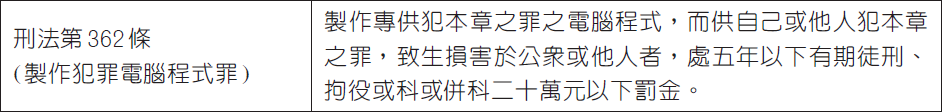 刑法第362條
(製作犯罪電腦程式罪)
製作專供犯本章之罪之電腦程式，而供自己或他人犯本章
之罪，致生損害於公眾或他人者，處五年以下有期徒刑、
拘役或科或併科二十萬元以下罰金。